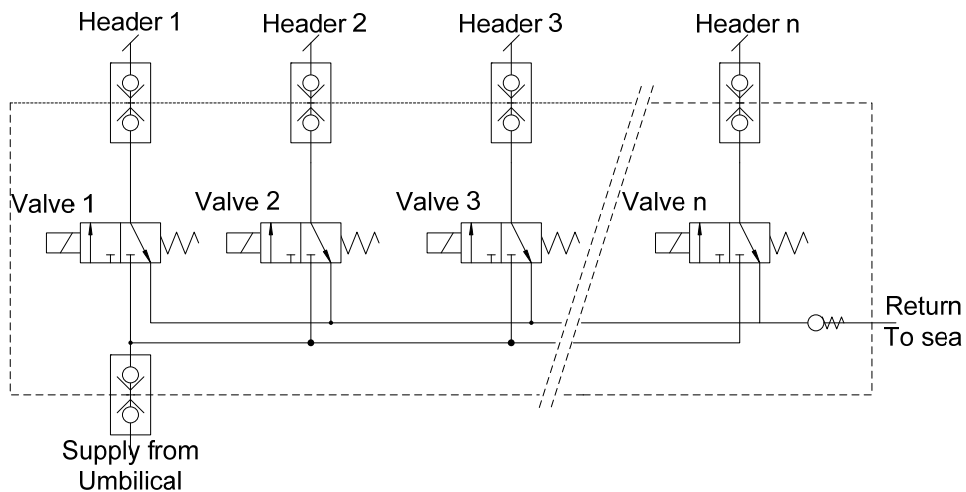 Header 1
Header 2
Header 3
Header n
Valve 1
Valve 2
Valve 3
Valve n
Return
To sea
Supply from
Umbilical